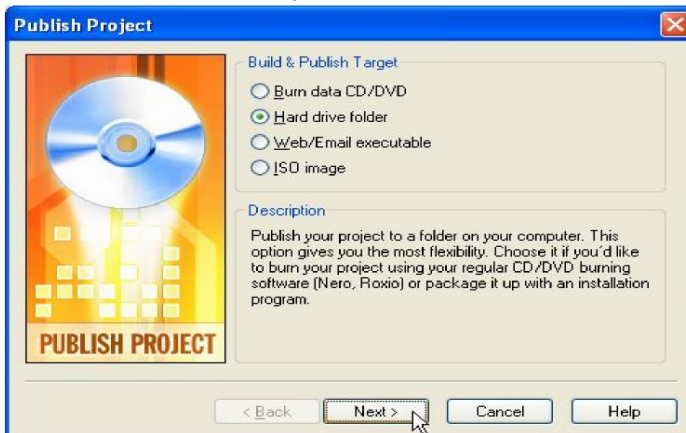 Publish Project
Build & Publish Target
Burn data CD/DVD
Hard drive folder
Web/Email executable
ISO image
Description
Publish your project to a folder on your computer. This
option gives you the most flexibility. Choose it if you'd like
to burn your project using your regular CD/DVD burning
software (Nero, Roxio) or package it up with an installation
program.
PUBLISH PROJECT
< Back Next > Cancel Help